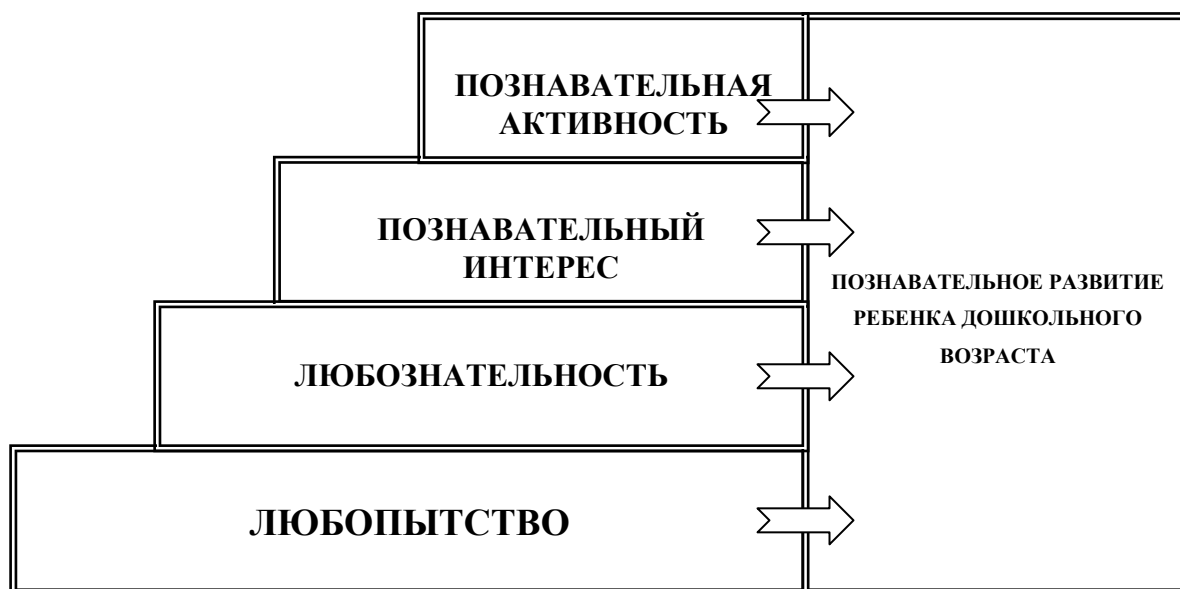 ПОЗНАВАТЕЛЬНАЯ
АКТИВНОСТЬ
ПОЗНАВАТЕЛЬНЫЙ
ИНТЕРЕС
ЛЮБОЗНАТЕЛЬНОСТЬ
ЛЮБОПЫТСТВО
ПОЗНАВАТЕЛЬНОЕ РАЗВИТИЕ
РЕБЕНКА ДОШКОЛЬНОГО
ВОЗРАСТА